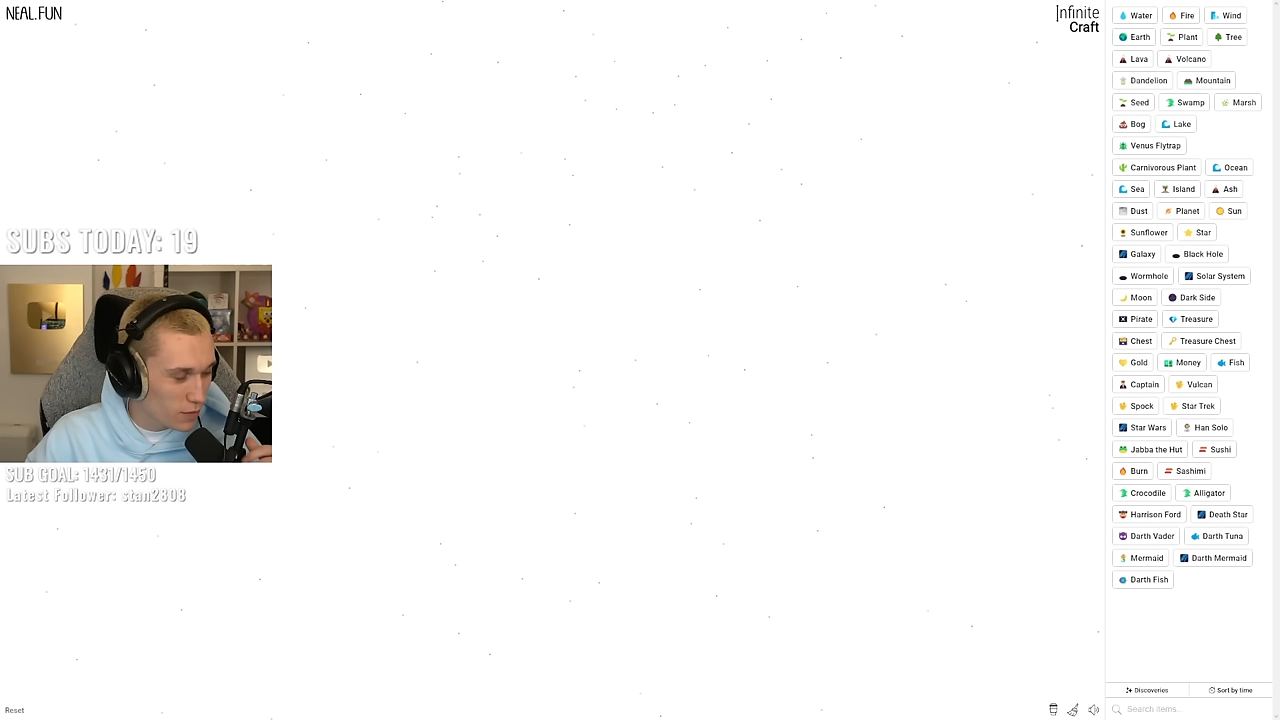 NEAL.FUN
Infinite
Craft
Water Fire Wind
Earth Plant Tree
Lava Volcano
Dandelion Mountain
Seed Swamp Marsh
Bog Lake
Venus Flytrap
Carnivorous Plant Ocean
Sea Island Ash
Dust Planet Sun
Sunflower Star
Galaxy Black Hole
Wormhole Solar System
Moon Dark Side
Pirate Treasure
Chest Treasure Chest
Gold Money Fish
Captain Vulcan
Spock Star Trek
Star Wars Han Solo
Jabba the Hut Sushi
Burn Sashimi
Crocodile Alligator
Harrison Ford Death Star
Darth Vader Darth Tuna
Mermaid Darth Mermaid
Darth Fish
SUBS TODAY: 19
SUB GOAL: 1431/1450
Latest Follower: stan2808
Reset
Discoveries Sort by time
Search items...